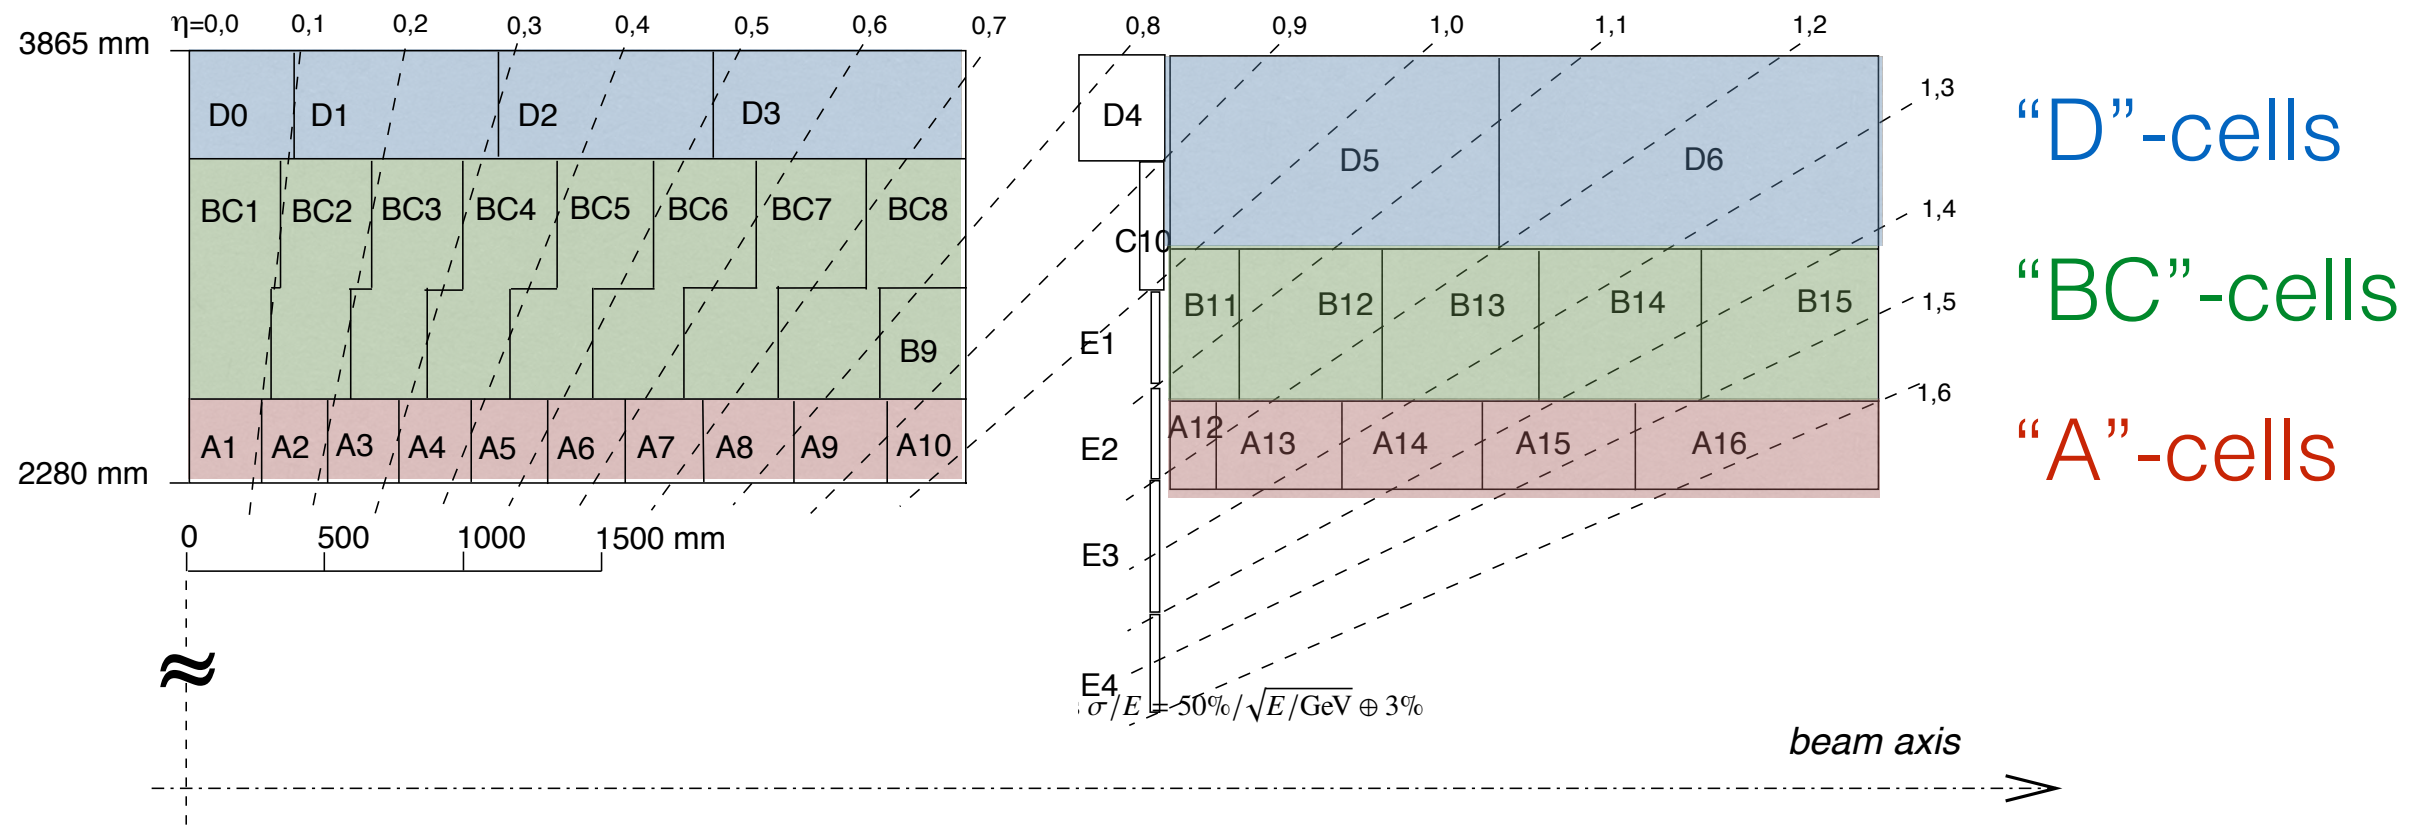 η=0,0 0,1 0,2 0,3 0,4 0,5 0,6 0,7 0,8 0,9 1,0 1,1 1,2
3865 mm
1,3
D0 D1 D2 D3 D4 D5 D6
“D”-cells
BC1 BC2 BC3 BC4 BC5 BC6 BC7 BC8
1,4
C10
B11 B12 B13 B14 B15
“BC”-cells
1,5
B9
E1
1,6
A1 A2 A3 A4 A5 A6 A7 A8 A9 A10
A12 A13 A14 A15 A16
“A”-cells
E2
2280 mm
0 500 1000 1500 mm
E3
E4
σ/E = 50%/√E/GeV ⊕ 3%
beam axis